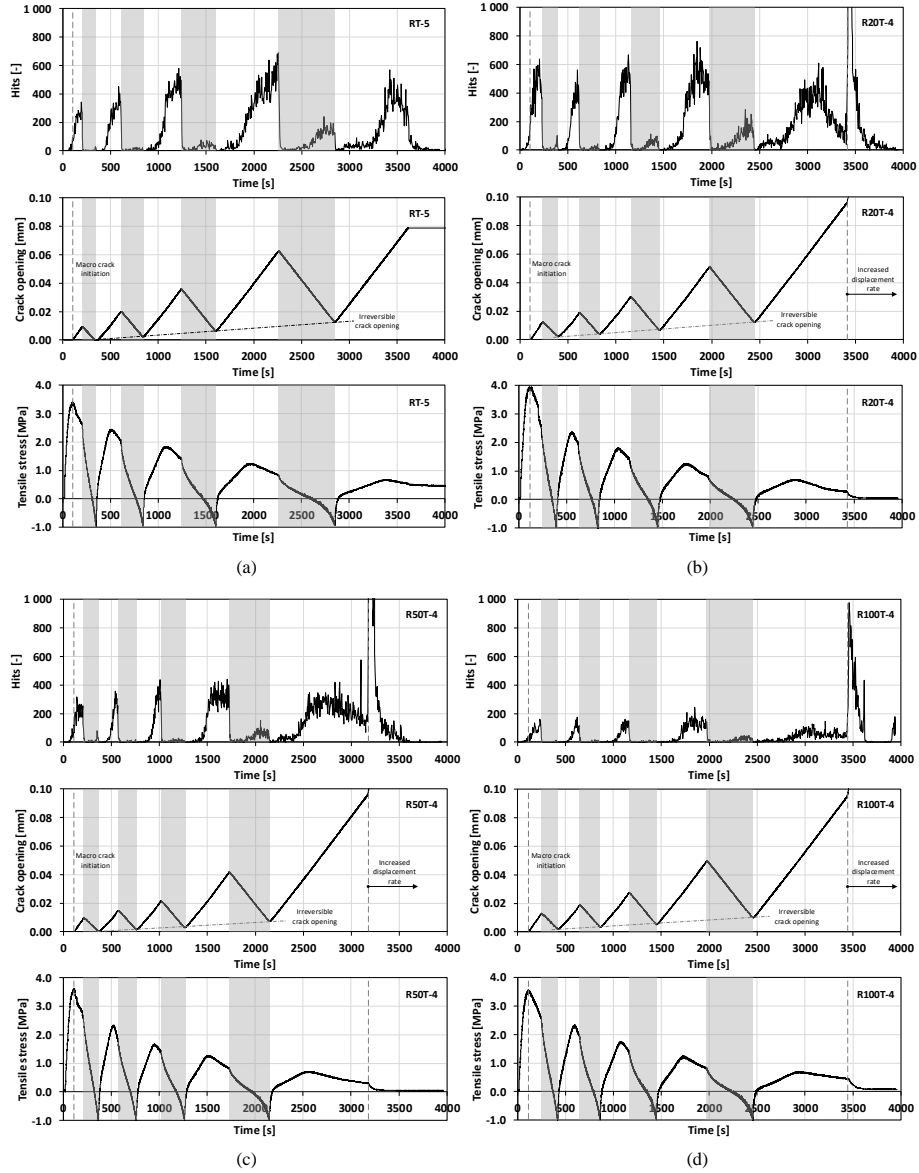 1 000
800
600
400
200
0
Hits [-]
RT-5
0 500 1000 1500 2000 2500 3000 3500 4000
Time [s]
0.10
0.08
0.06
0.04
0.02
0.00
Crack opening [mm]
RT-5
Macro crack
initiation
Irreversible
crack opening
0 500 1000 1500 2000 2500 3000 3500 4000
Time [s]
4.0
3.0
2.0
1.0
0.0
-1.0
Tensile stress [MPa]
RT-5
0 500 1000 1500 2000 2500 3000 3500 4000
Time [s]
(a)
1 000
800
600
400
200
0
Hits [-]
R20T-4
0 500 1000 1500 2000 2500 3000 3500 4000
Time [s]
0.10
0.08
0.06
0.04
0.02
0.00
Crack opening [mm]
R20T-4
Macro crack
initiation
Irreversible
crack opening
Increased
displacement
rate
0 500 1000 1500 2000 2500 3000 3500 4000
Time [s]
4.0
3.0
2.0
1.0
0.0
-1.0
Tensile stress [MPa]
R20T-4
0 500 1000 1500 2000 2500 3000 3500 4000
Time [s]
(b)
1 000
800
600
400
200
0
Hits [-]
R50T-4
0 500 1000 1500 2000 2500 3000 3500 4000
Time [s]
0.10
0.08
0.06
0.04
0.02
0.00
Crack opening [mm]
R50T-4
Macro crack
initiation
Irreversible
crack opening
Increased
displacement
rate
0 500 1000 1500 2000 2500 3000 3500 4000
Time [s]
4.0
3.0
2.0
1.0
0.0
-1.0
Tensile stress [MPa]
R50T-4
0 500 1000 1500 2000 2500 3000 3500 4000
Time [s]
(c)
1 000
800
600
400
200
0
Hits [-]
R100T-4
0 500 1000 1500 2000 2500 3000 3500 4000
Time [s]
0.10
0.08
0.06
0.04
0.02
0.00
Crack opening [mm]
R100T-4
Macro crack
initiation
Irreversible
crack opening
Increased
displacement
rate
0 500 1000 1500 2000 2500 3000 3500 4000
Time [s]
4.0
3.0
2.0
1.0
0.0
-1.0
Tensile stress [MPa]
R100T-4
0 500 1000 1500 2000 2500 3000 3500 4000
Time [s]
(d)